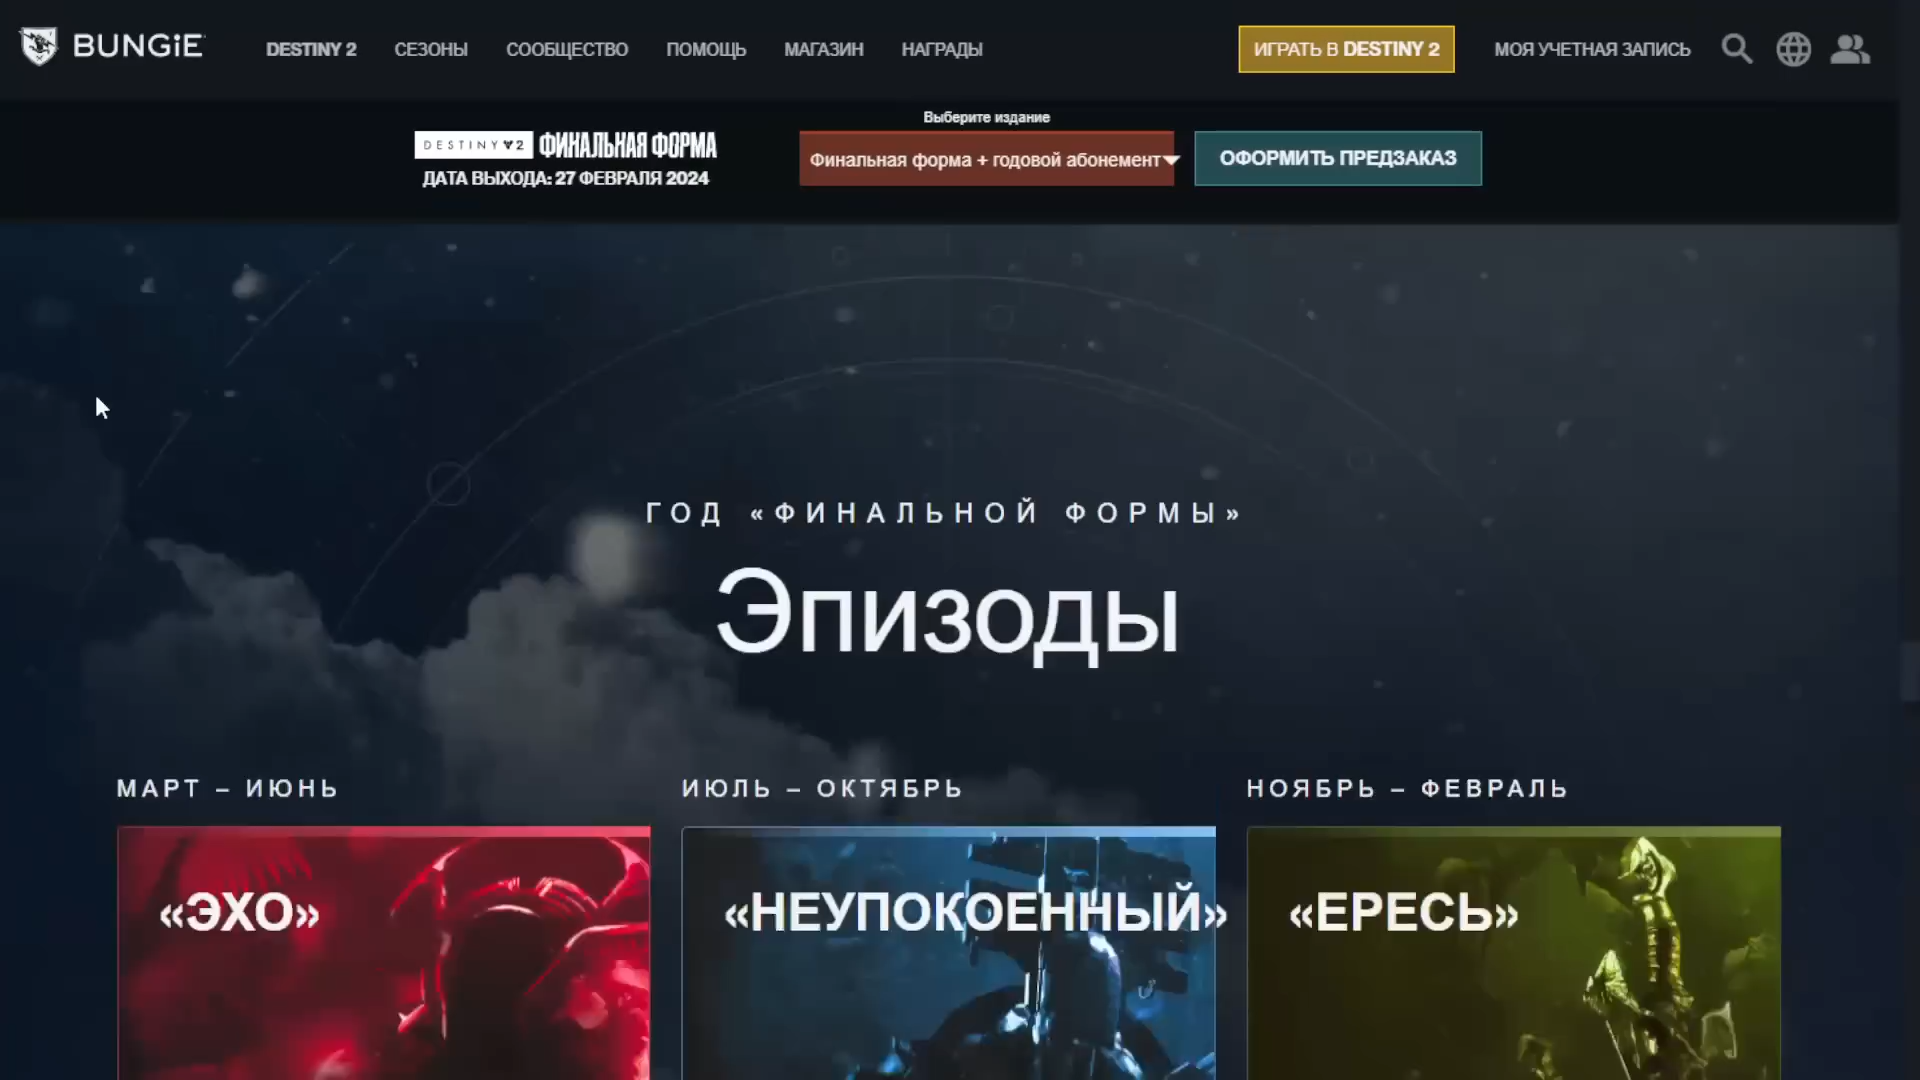 BUNGiE
DESTINY 2 СЕЗОНЫ СООБЩЕСТВО ПОМОЩЬ МАГАЗИН НАГРАДЫ ИГРАТЬ В DESTINY 2 МОЯ УЧЕТНАЯ ЗАПИСЬ
DESTINY 2 ФИНАЛЬНАЯ ФОРМА
ДАТА ВЫХОДА: 27 ФЕВРАЛЯ 2024
Выберите издание
Финальная форма + годовой абонемент
ОФОРМИТЬ ПРЕДЗАКАЗ
ГОД «ФИНАЛЬНОЙ ФОРМЫ»
Эпизоды
МАРТ – ИЮНЬ
«ЭХО»
ИЮЛЬ – ОКТЯБРЬ
«НЕУПОКОЕННЫЙ»
НОЯБРЬ – ФЕВРАЛЬ
«ЕРЕСЬ»